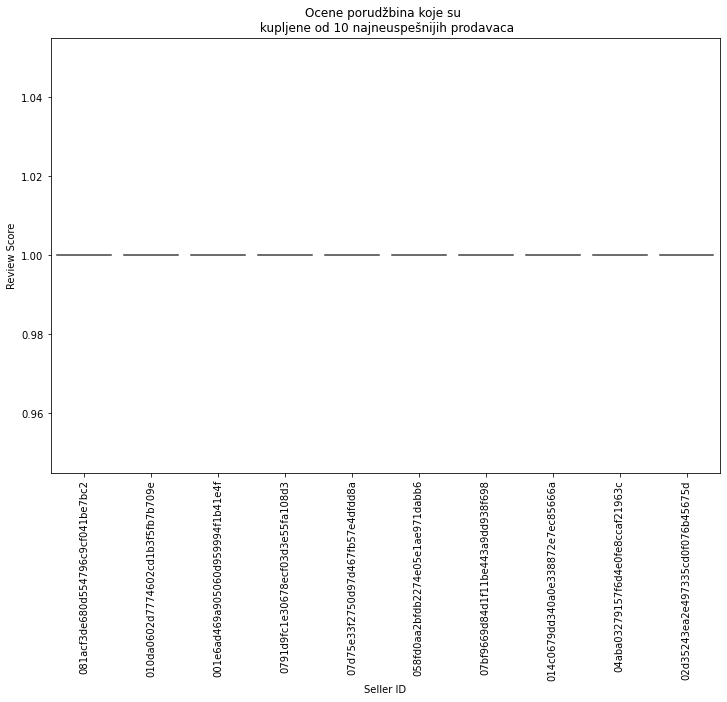 Ocene porudžbina koje su
kupljene od 10 najneuspešnijih prodavaca
Review Score
1.04
1.02
1.00
0.98
0.96
081acf3de680d554796c9cf041be7bc2
010da0602d7774602cd1b3f5fb7b709e
001e6ad469a905060d959994f1b41e4f
0791d9fc1e30678ecf03d3e55fa108d3
07d75e33f2750d97d467fb57e4dfdd8a
058fd0aa2bfdb2274e05e1ae971dabb6
07bf9669d84d1f11be443a9dd938f698
014c0679dd340a0e338872e7ec85666a
04aba03279157f6d4e0fe8ccaf21963c
02d35243ea2e497335cd0f076b45675d
Seller ID